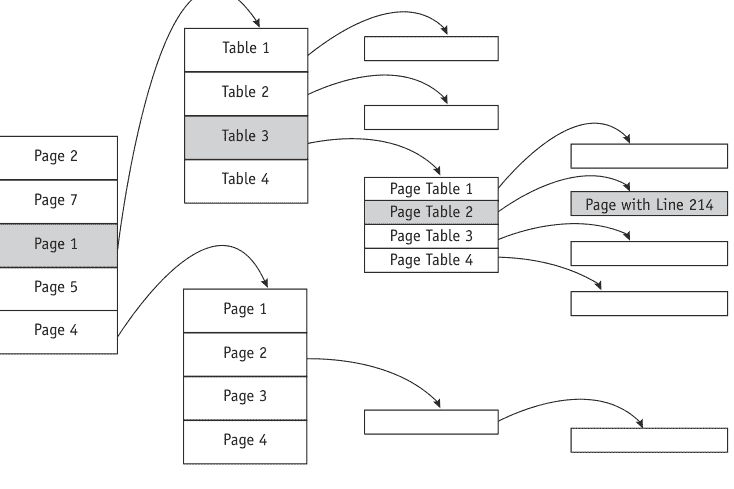 Page 2
Page 7
Page 1
Page 5
Page 4
Table 1
Table 2
Table 3
Table 4
Page 1
Page 2
Page 3
Page 4
Page Table 1
Page Table 2
Page Table 3
Page Table 4
Page with Line 214